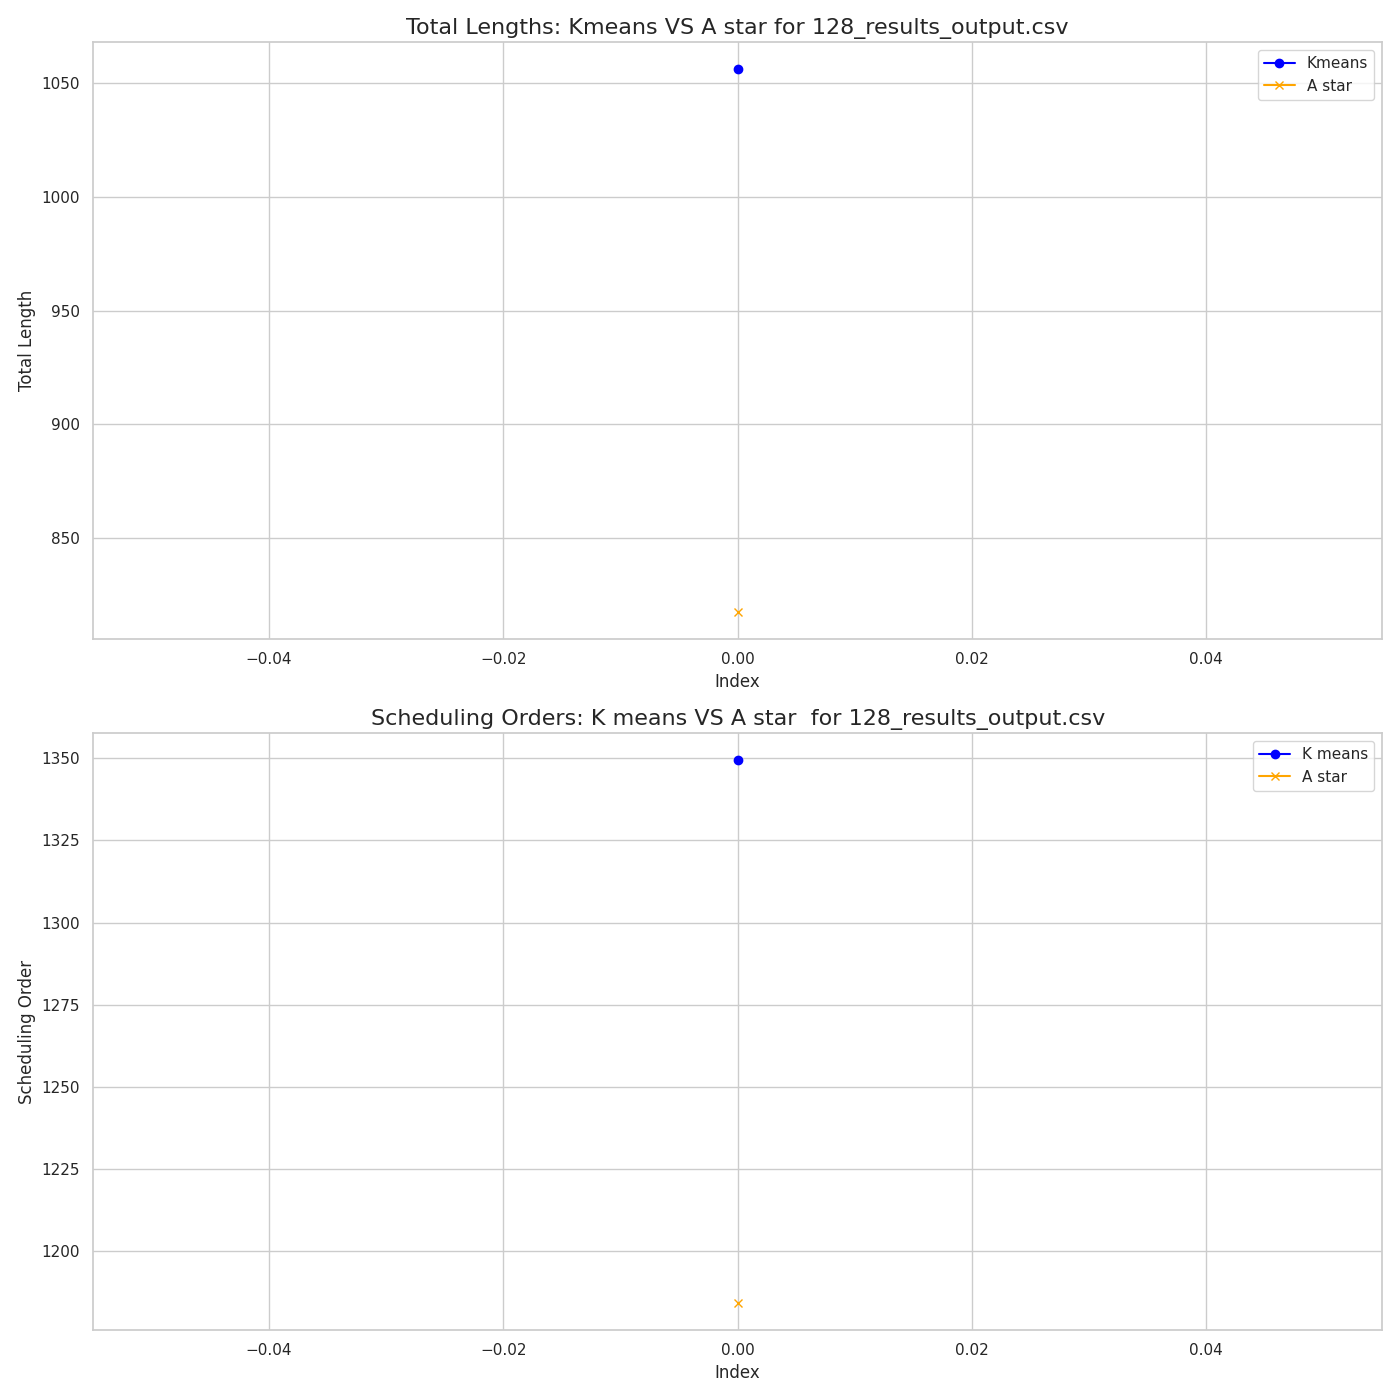 Total Lengths: Kmeans VS A star for 128_results_output.csv
Kmeans
A star
1050
1000
950
900
850
Total Length
−0.04
−0.02
0.00
0.02
0.04
Index
Scheduling Orders: K means VS A star  for 128_results_output.csv
K means
A star
1350
1325
1300
1275
1250
1225
1200
Scheduling Order
−0.04
−0.02
0.00
0.02
0.04
Index